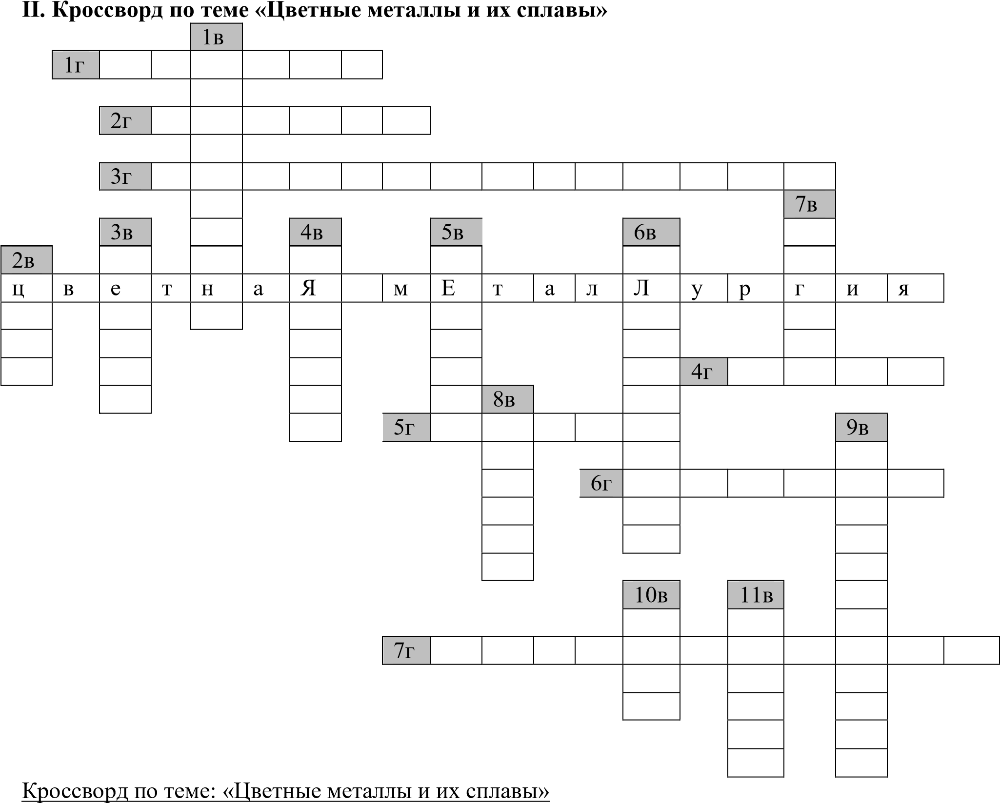 II. Кроссворд по теме «Цветные металлы и их сплавы»
1в
1г
2г
3г
7в
3в 4в 5в 6в
2в
ц в е т н а Я м Е т а л Л у р г и я
4г
8в
5г 9в
6г
10в 11в
7г
Кроссворд по теме: «Цветные металлы и их сплавы»